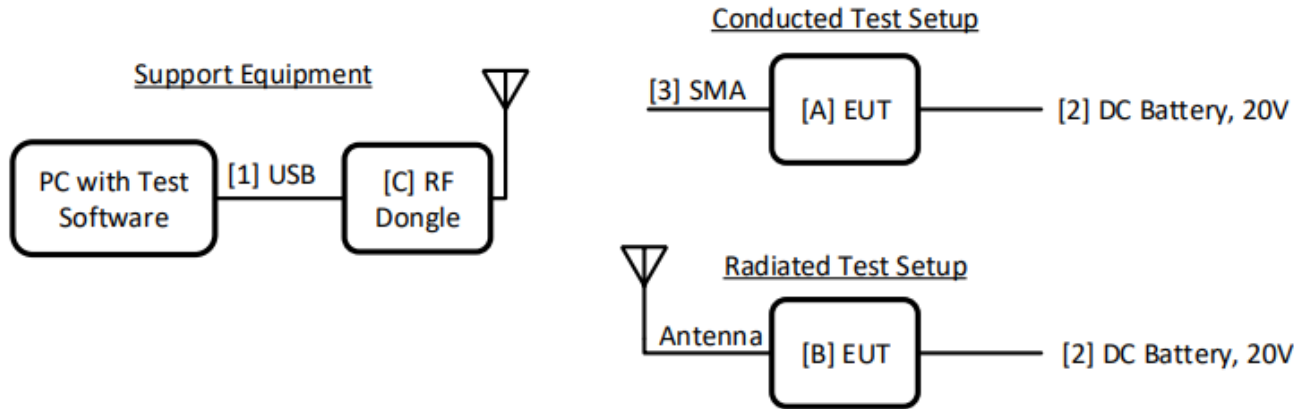 Support Equipment
PC with Test
Software
[1] USB
[C] RF
Dongle
Conducted Test Setup
[3] SMA
[A] EUT
[2] DC Battery, 20V
Radiated Test Setup
Antenna
[B] EUT
[2] DC Battery, 20V